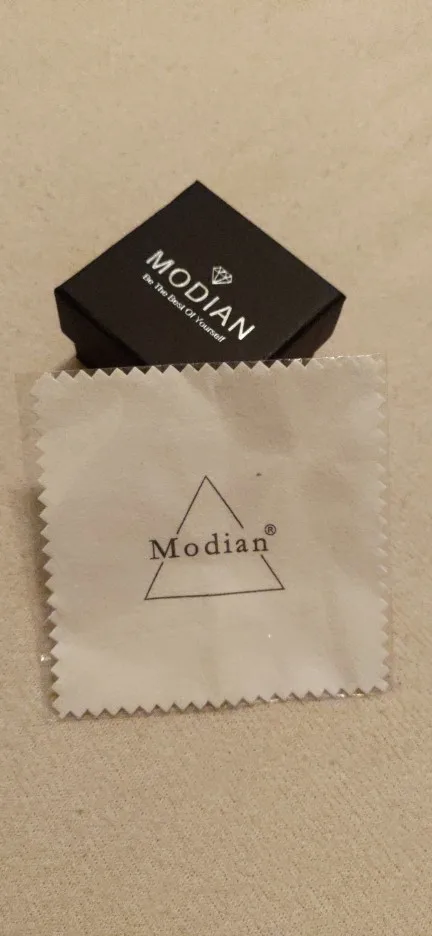 MODIAN
Be The Best Of Yourself
Modian®